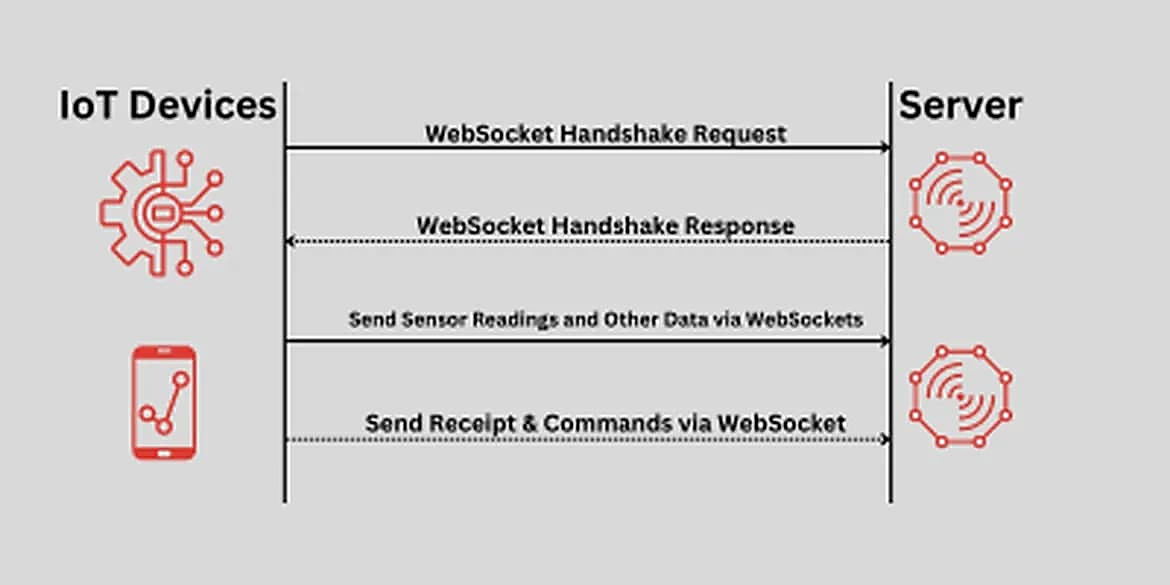 IoT Devices
Server
WebSocket Handshake Request
WebSocket Handshake Response
Send Sensor Readings and Other Data via WebSockets
Send Receipt & Commands via WebSocket